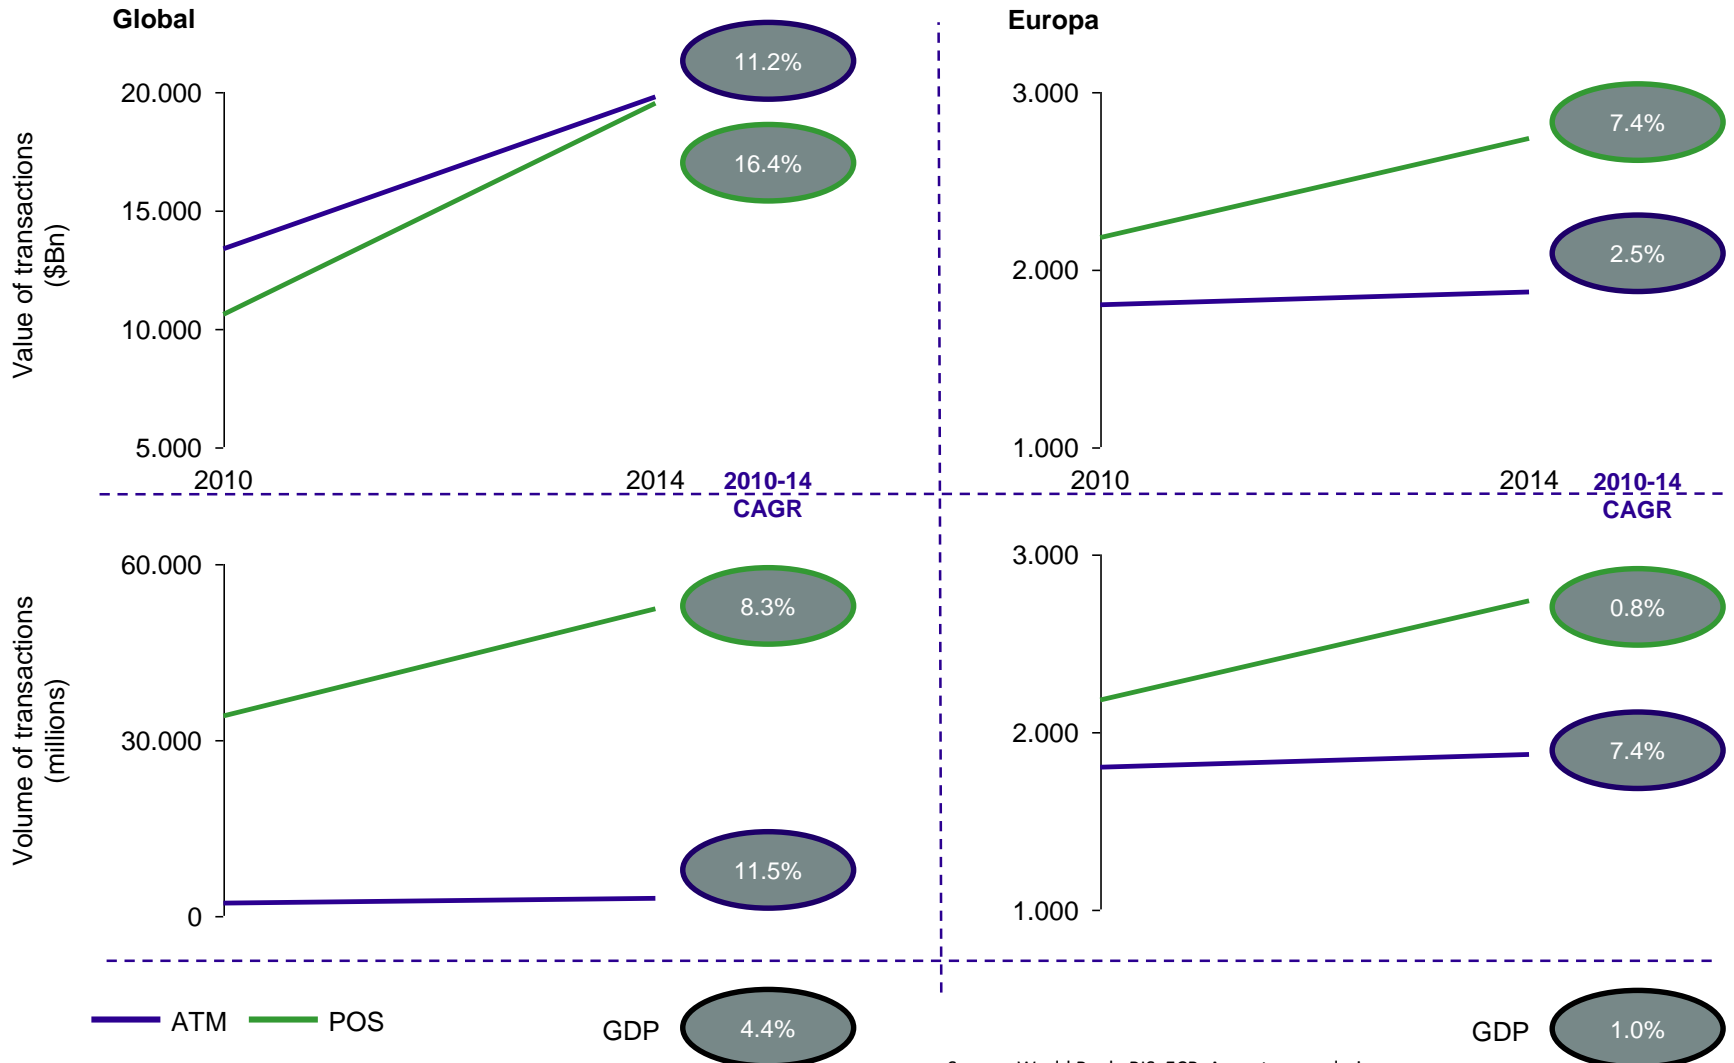 Global
Value of transactions
($Bn)
20.000
15.000
10.000
5.000
2010
2014
11.2%
16.4%
2010-14
CAGR
Europa
3.000
2.000
1.000
2010
2014
7.4%
2.5%
2010-14
CAGR
Volume of transactions
(millions)
60.000
30.000
0
8.3%
11.5%
3.000
2.000
1.000
0.8%
7.4%
ATM
POS
GDP
4.4%
GDP
1.0%